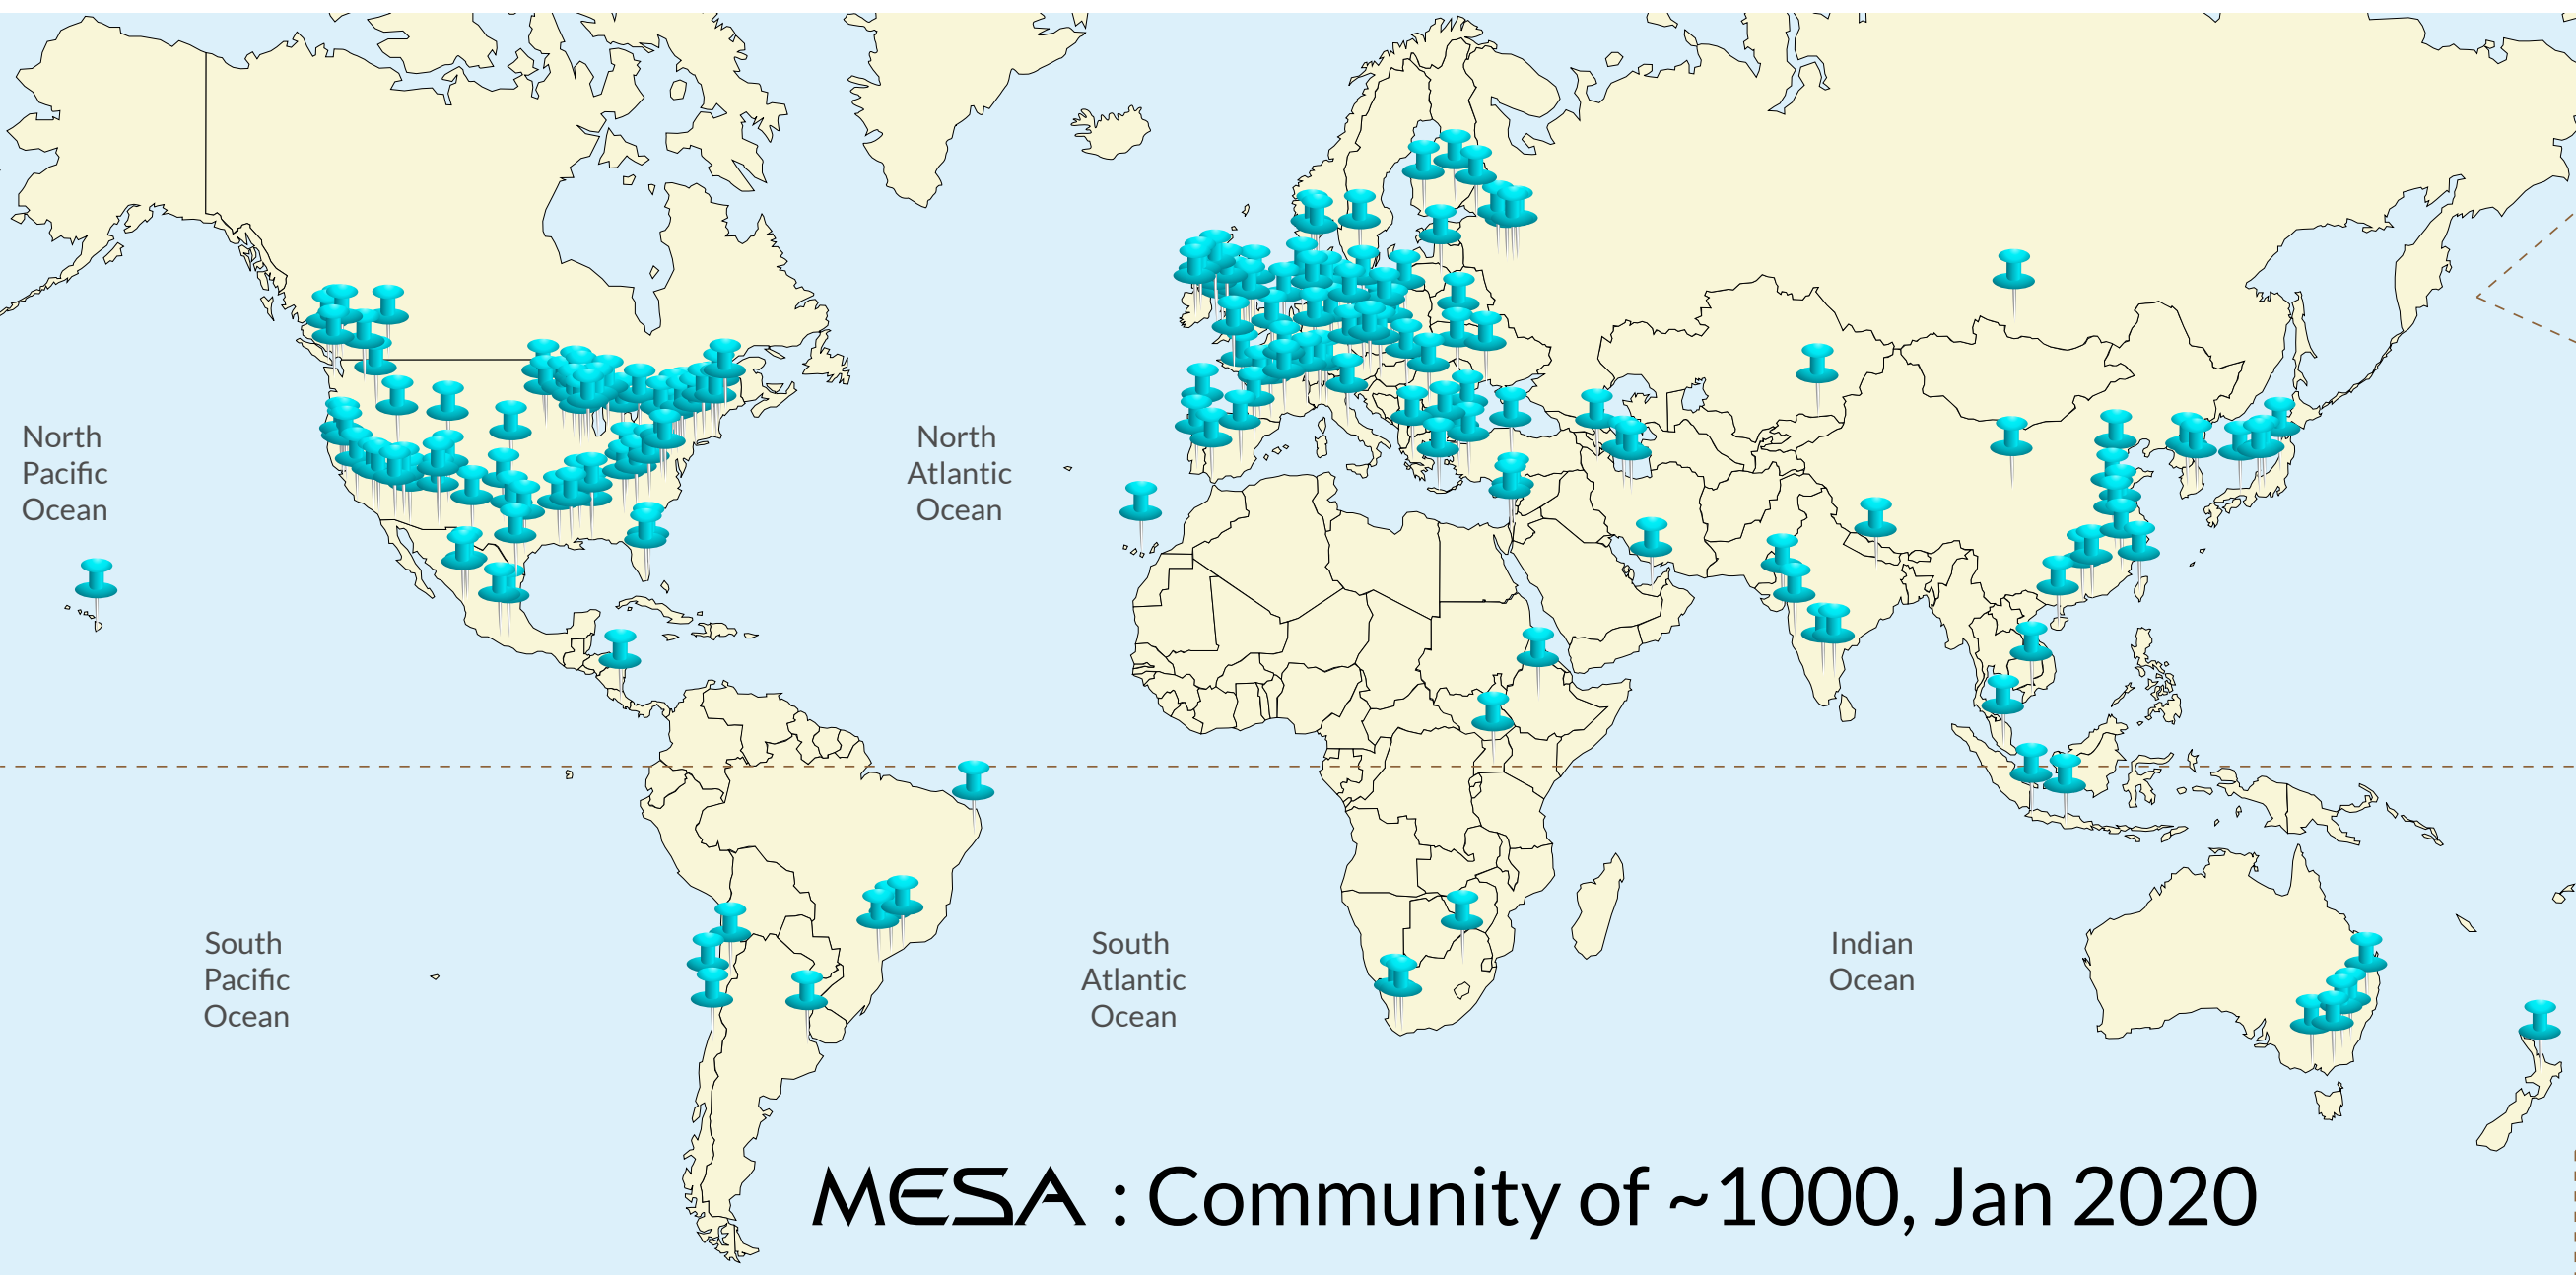 North
Pacific
Ocean
North
Atlantic
Ocean
South
Pacific
Ocean
South
Atlantic
Ocean
Indian
Ocean
MESA : Community of ~1000, Jan 2020